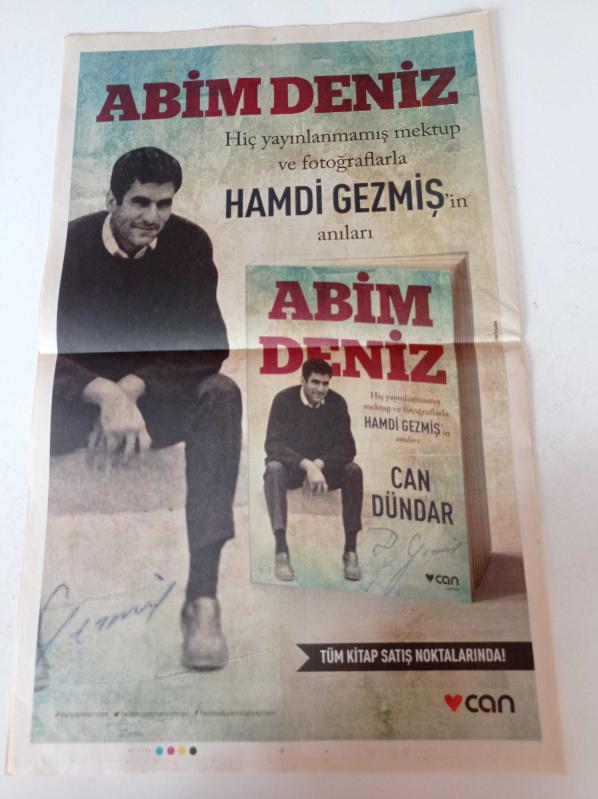 ABİM DENİZ
Hiç yayınlanmamış mektup
ve fotoğraflarla
HAMDİ GEZMİŞ'in
anıları
ABİM
DENİZ
Hiç yayınlanmamış
mektup ve fotoğraflarla
HAMDİ GEZMİŞ'in
anıları
CAN
DÜNDAR
can
TÜM KİTAP SATIŞ NOKTALARINDA!
can